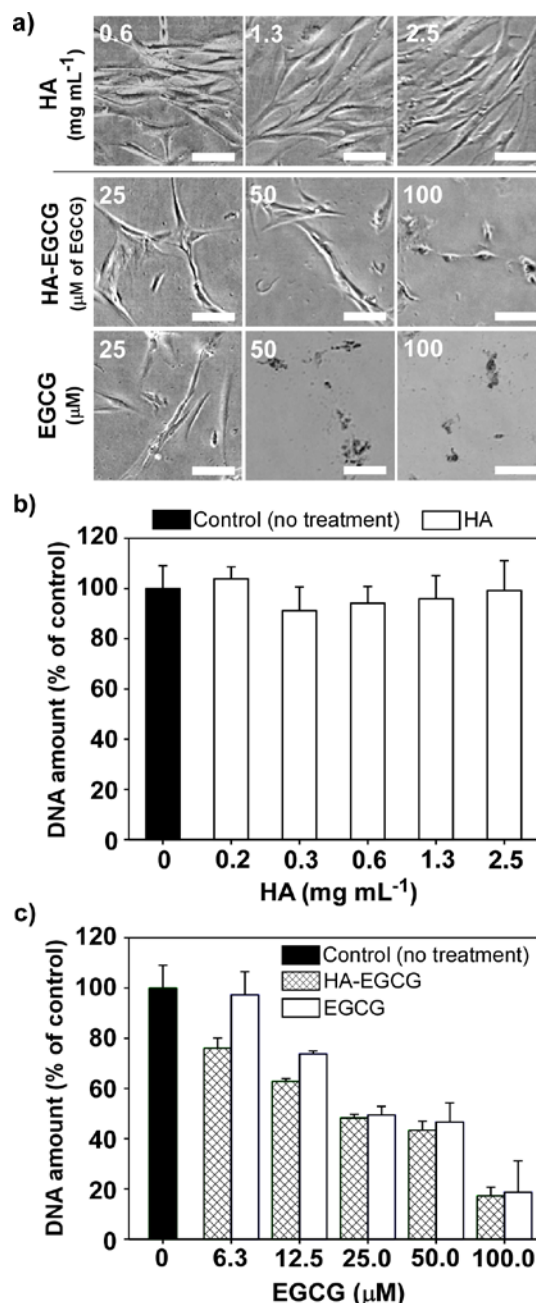 a)
HA
(mg mL⁻¹)
0.6 1.3 2.5
HA-EGCG
(μM of EGCG)
25 50 100
EGCG
(μM)
25 50 100
b)
Control (no treatment) HA
DNA amount (% of control)
120
100
80
60
40
20
0
0 0.2 0.3 0.6 1.3 2.5
HA (mg mL⁻¹)
c)
Control (no treatment)
HA-EGCG
EGCG
DNA amount (% of control)
120
100
80
60
40
20
0
0 6.3 12.5 25.0 50.0 100.0
EGCG (μM)